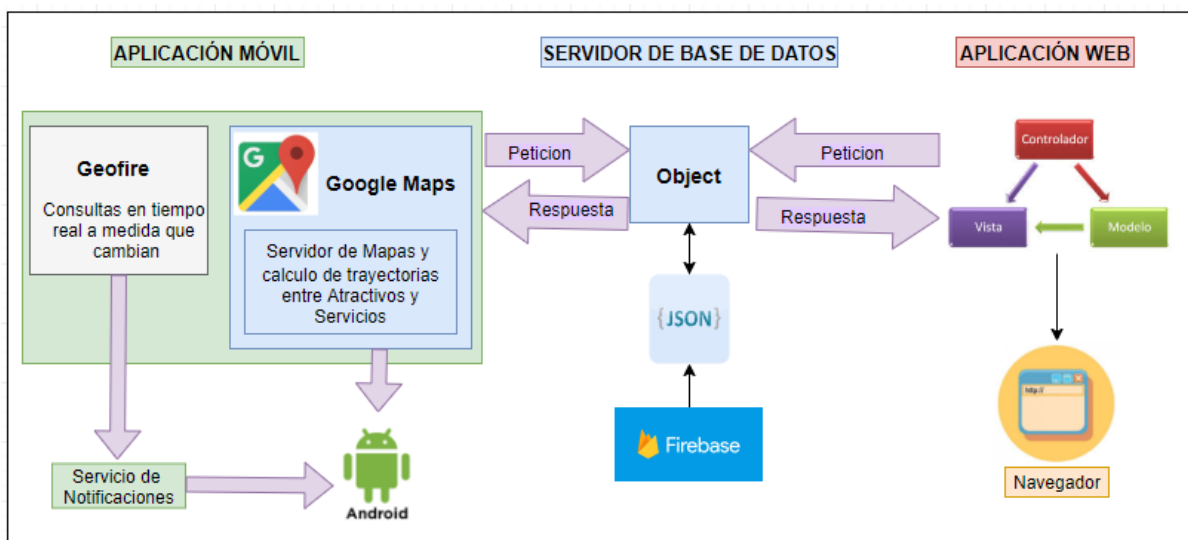 APLICACIÓN MÓVIL
SERVIDOR DE BASE DE DATOS
APLICACIÓN WEB
Geofire
Consultas en tiempo
real a medida que
cambian
G
Google Maps
Servidor de Mapas y
calculo de trayectorias
entre Atractivos y
Servicios
Servicio de
Notificaciones
Android
Peticion
Respuesta
Object
{JSON}
Firebase
Peticion
Respuesta
Controlador
Vista
Modelo
http://
Navegador